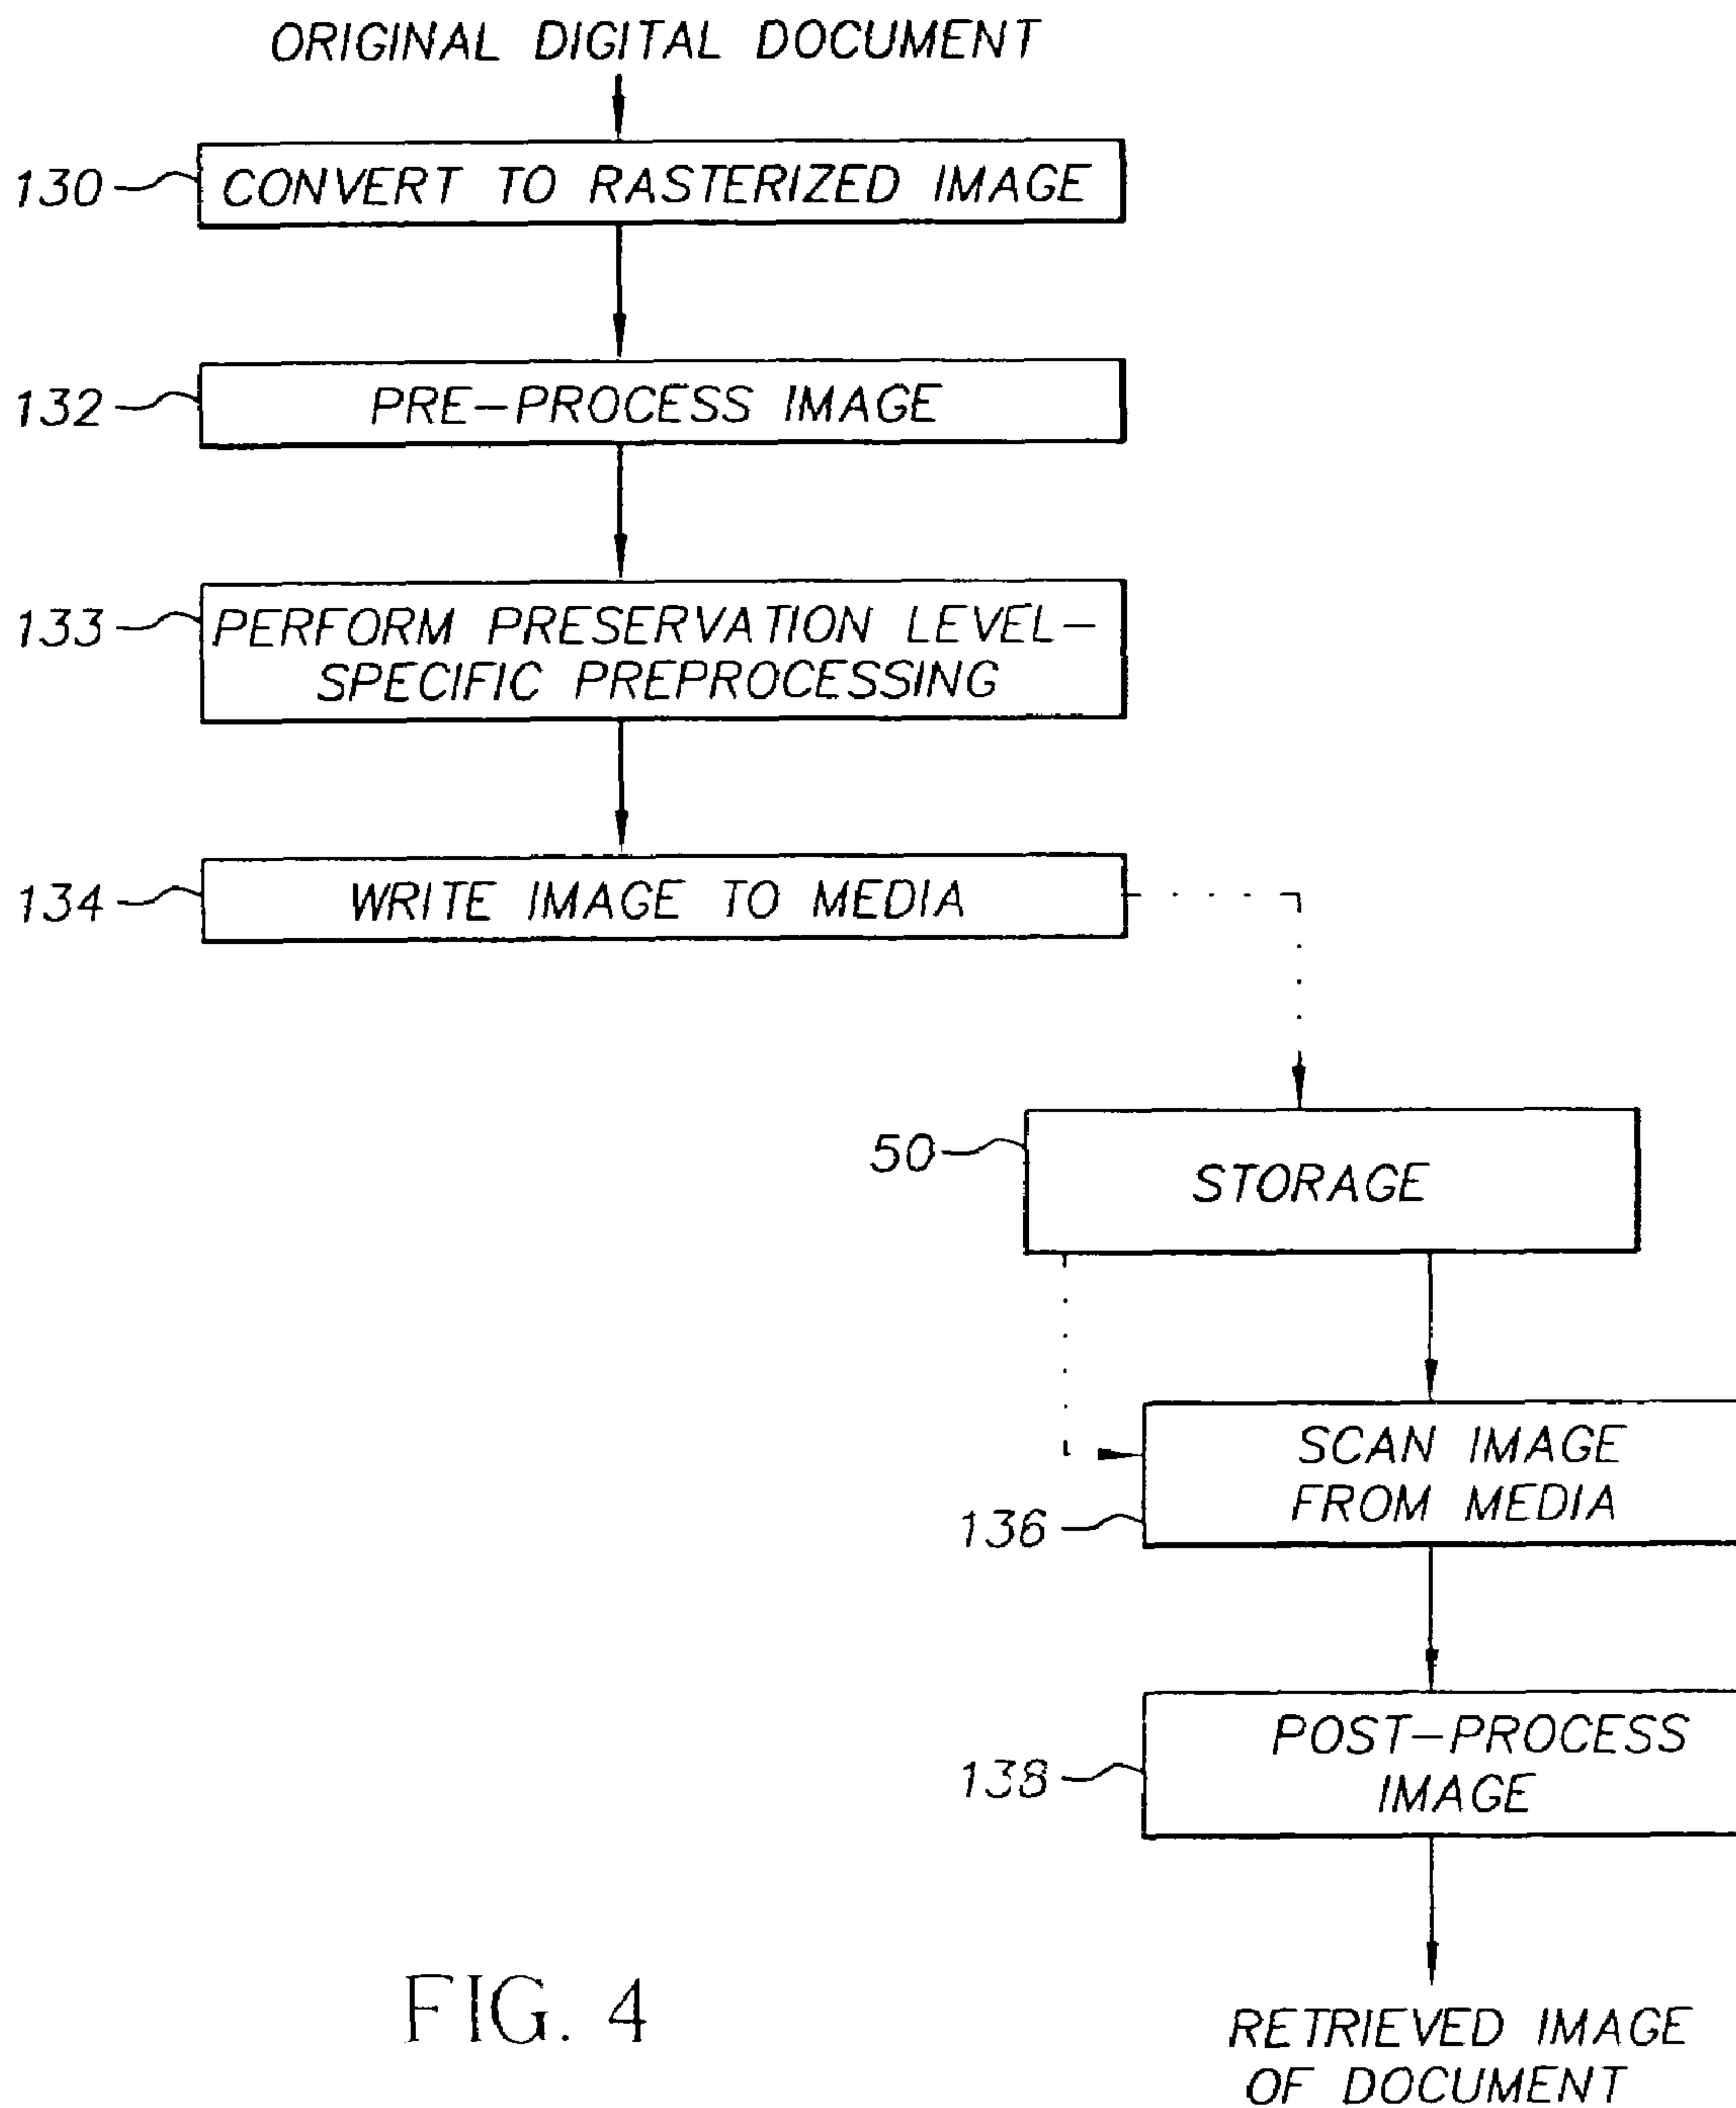 ORIGINAL DIGITAL DOCUMENT
130
CONVERT TO RASTERIZED IMAGE
132
PRE-PROCESS IMAGE
133
PERFORM PRESERVATION LEVEL-
SPECIFIC PREPROCESSING
134
WRITE IMAGE TO MEDIA
50
STORAGE
SCAN IMAGE
FROM MEDIA
136
POST-PROCESS
IMAGE
138
RETRIEVED IMAGE
OF DOCUMENT
FIG. 4